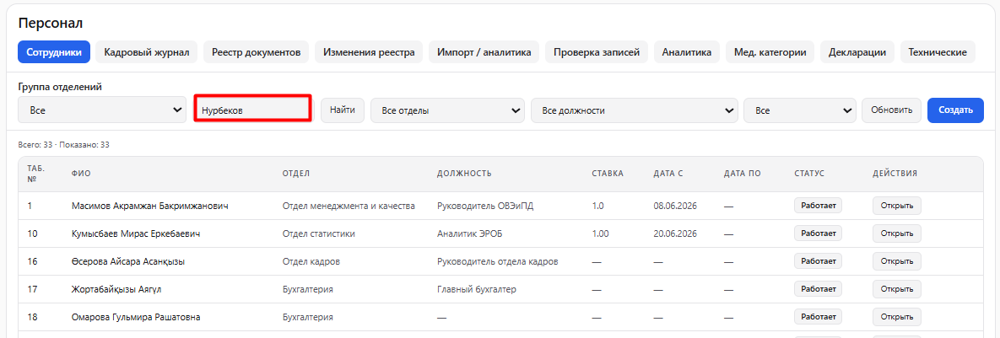 Персонал
Сотрудники Кадровый журнал Реестр документов Изменения реестра Импорт / аналитика Проверка записей Аналитика Мед. категории Декларации Технические
Группа отделений
Все Нурбеков Найти Все отделы Все должности Все Обновить Создать
Всего: 33 · Показано: 33
ТАБ. № ФИО ОТДЕЛ ДОЛЖНОСТЬ СТАВКА ДАТА С ДАТА ПО СТАТУС ДЕЙСТВИЯ
1 Масимов Акрамжан Бакримжанович Отдел менеджмента и качества Руководитель ОВЭиПД 1.0 08.06.2026 — Работает Открыть
10 Кумысбаев Мирас Еркебаевич Отдел статистики Аналитик ЭРОБ 1.00 20.06.2026 — Работает Открыть
16 Өсерова Айсара Асанқызы Отдел кадров Руководитель отдела кадров — — — Работает Открыть
17 Жортабайқызы Аягүл Бухгалтерия Главный бухгалтер — — — Работает Открыть
18 Омарова Гульмира Рашатовна Бухгалтерия — — — — Работает Открыть